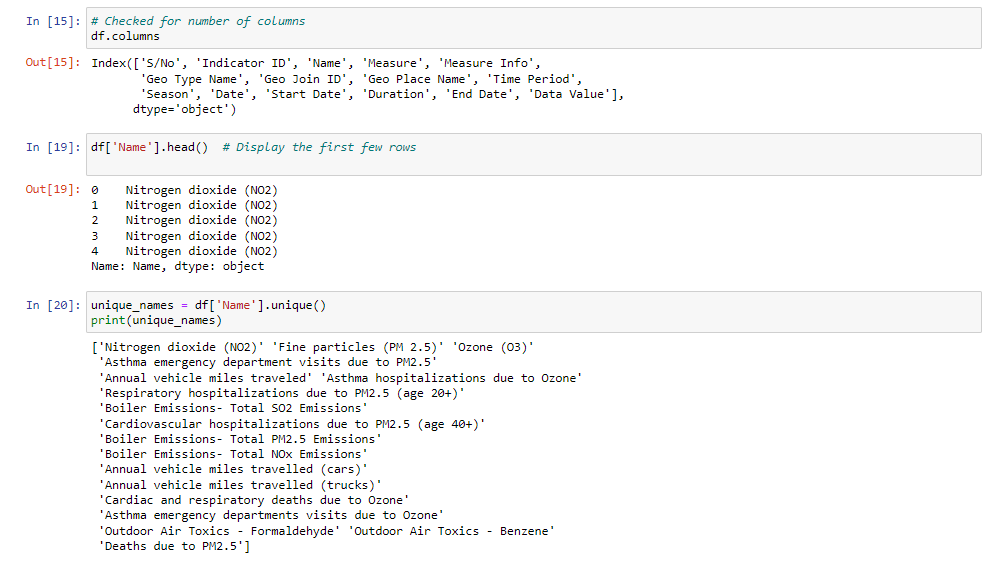 In [15]: # Checked for number of columns
df.columns
Out[15]: Index(['S/No', 'Indicator ID', 'Name', 'Measure', 'Measure Info',
'Geo Type Name', 'Geo Join ID', 'Geo Place Name', 'Time Period',
'Season', 'Date', 'Start Date', 'Duration', 'End Date', 'Data Value'],
dtype='object')
In [19]: df['Name'].head()  # Display the first few rows
Out[19]: 0    Nitrogen dioxide (NO2)
1    Nitrogen dioxide (NO2)
2    Nitrogen dioxide (NO2)
3    Nitrogen dioxide (NO2)
4    Nitrogen dioxide (NO2)
Name: Name, dtype: object
In [20]: unique_names = df['Name'].unique()
print(unique_names)
['Nitrogen dioxide (NO2)' 'Fine particles (PM 2.5)' 'Ozone (O3)'
'Asthma emergency department visits due to PM2.5'
'Annual vehicle miles traveled' 'Asthma hospitalizations due to Ozone'
'Respiratory hospitalizations due to PM2.5 (age 20+)'
'Boiler Emissions- Total SO2 Emissions'
'Cardiovascular hospitalizations due to PM2.5 (age 40+)'
'Boiler Emissions- Total PM2.5 Emissions'
'Boiler Emissions- Total NOx Emissions'
'Annual vehicle miles travelled (cars)'
'Annual vehicle miles travelled (trucks)'
'Cardiac and respiratory deaths due to Ozone'
'Asthma emergency departments visits due to Ozone'
'Outdoor Air Toxics - Formaldehyde' 'Outdoor Air Toxics - Benzene'
'Deaths due to PM2.5']